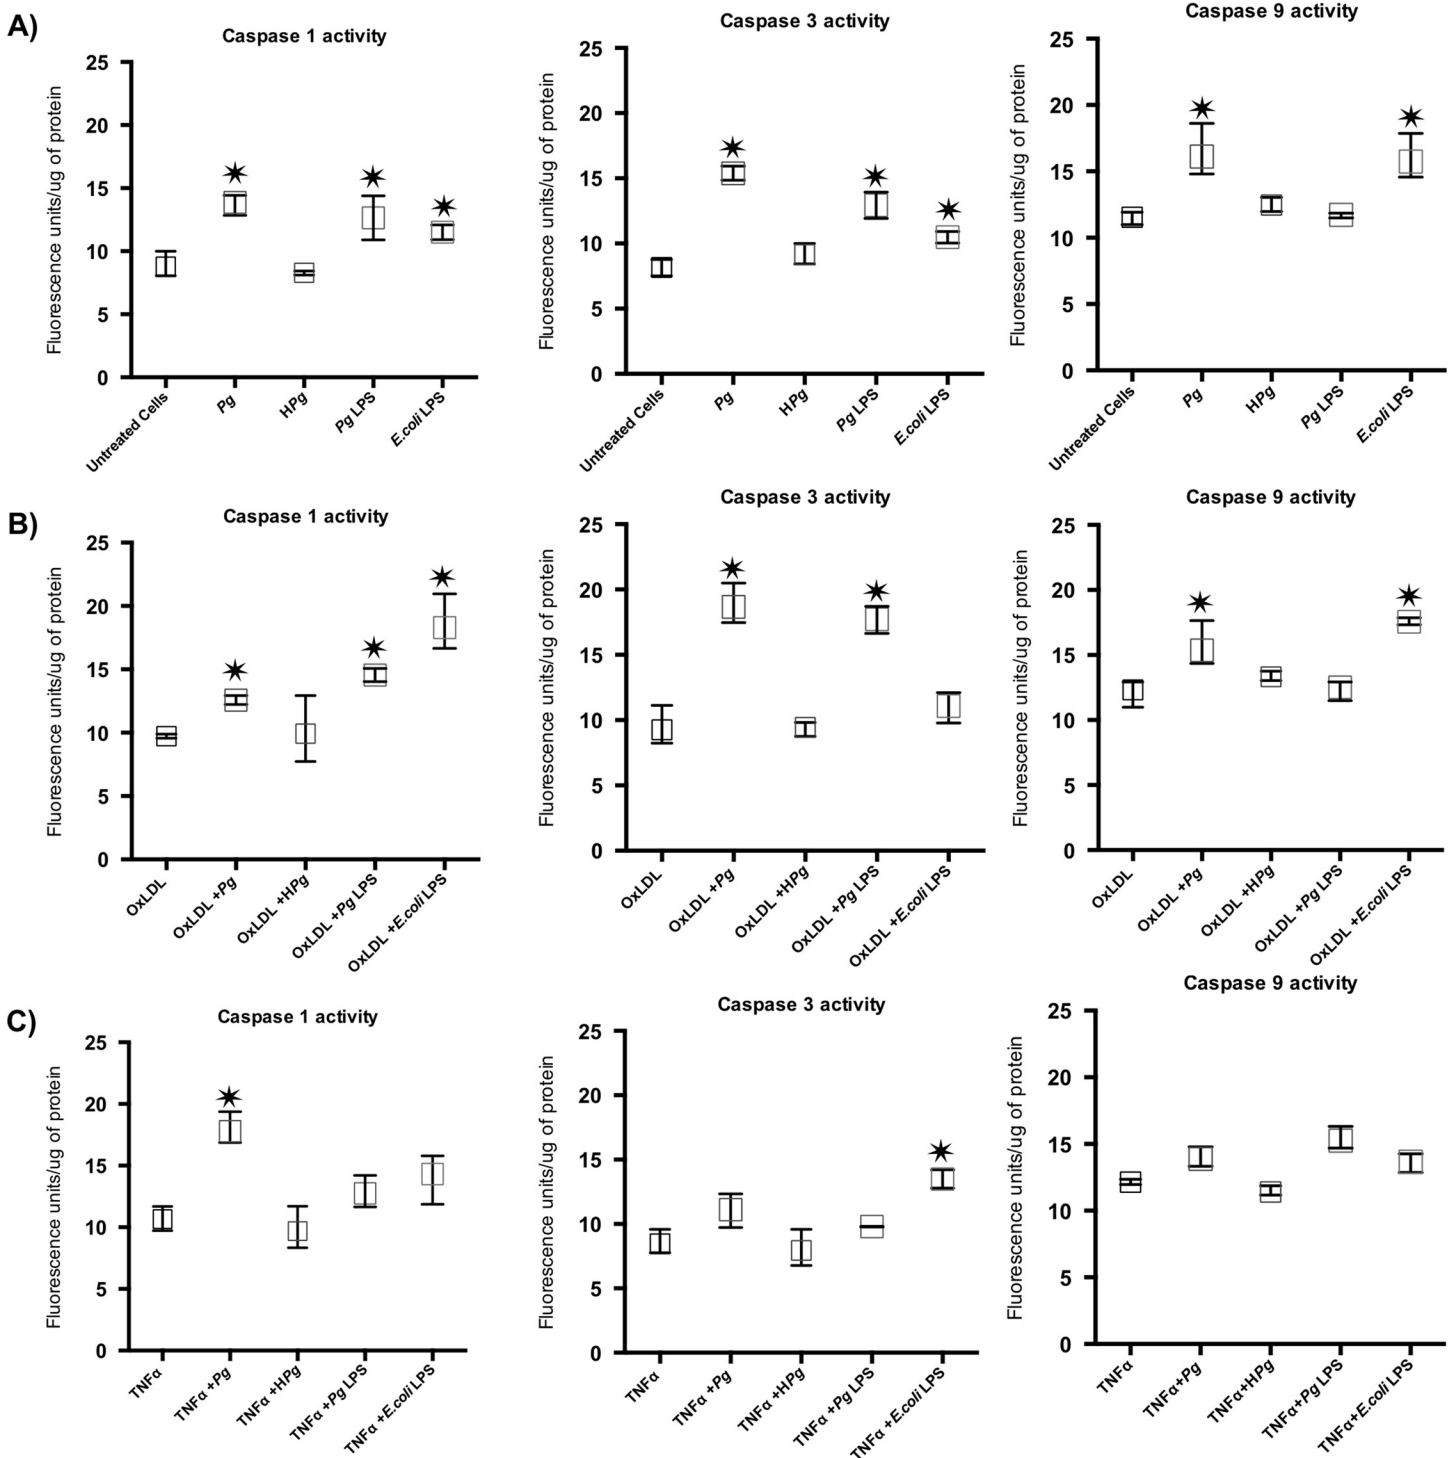 A)
Caspase 1 activity
Fluorescence units/ug of protein
25
20
15
10
5
0
Untreated Cells
Pg
HPg
Pg LPS
E.coli LPS
Caspase 3 activity
Fluorescence units/ug of protein
25
20
15
10
5
0
Untreated Cells
Pg
HPg
Pg LPS
E.coli LPS
Caspase 9 activity
Fluorescence units/ug of protein
25
20
15
10
5
0
Untreated Cells
Pg
HPg
Pg LPS
E.coli LPS
B)
Caspase 1 activity
Fluorescence units/ug of protein
25
20
15
10
5
0
OxLDL
OxLDL +Pg
OxLDL +HPg
OxLDL +Pg LPS
OxLDL +E.coli LPS
Caspase 3 activity
Fluorescence units/ug of protein
25
20
15
10
5
0
OxLDL
OxLDL +Pg
OxLDL +HPg
OxLDL +Pg LPS
OxLDL +E.coli LPS
Caspase 9 activity
Fluorescence units/ug of protein
25
20
15
10
5
0
OxLDL
OxLDL +Pg
OxLDL +HPg
OxLDL +Pg LPS
OxLDL +E.coli LPS
C)
Caspase 1 activity
Fluorescence units/ug of protein
25
20
15
10
5
0
TNFα
TNFα +Pg
TNFα +HPg
TNFα +Pg LPS
TNFα +E.coli LPS
Caspase 3 activity
Fluorescence units/ug of protein
25
20
15
10
5
0
TNFα
TNFα +Pg
TNFα +HPg
TNFα +Pg LPS
TNFα +E.coli LPS
Caspase 9 activity
Fluorescence units/ug of protein
25
20
15
10
5
0
TNFα
TNFα+Pg
TNFα+HPg
TNFα+Pg LPS
TNFα+E.coli LPS